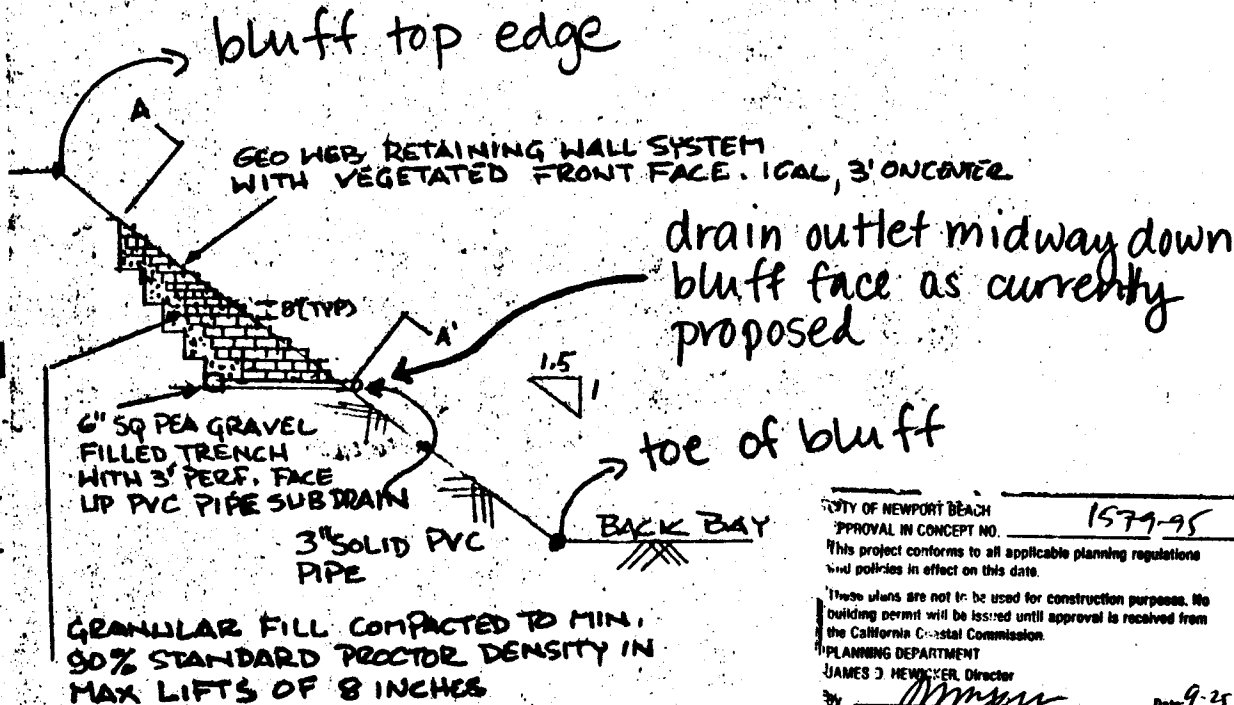 bluff top edge
A
GEO WEB RETAINING WALL SYSTEM
WITH VEGETATED FRONT FACE. 1GAL, 3' ON CENTER
drain outlet midway down
bluff face as currently
proposed
8" (TYP)
A'
1.5
1
6" SQ PEA GRAVEL
FILLED TRENCH
WITH 3" PERF. FACE
UP PVC PIPE SUBDRAIN
toe of bluff
3" SOLID PVC
PIPE
BACK BAY
GRANULAR FILL COMPACTED TO MIN.
90% STANDARD PROCTOR DENSITY IN
MAX LIFTS OF 8 INCHES
CITY OF NEWPORT BEACH
APPROVAL IN CONCEPT NO. 1579-95
This project conforms to all applicable planning regulations
and policies in effect on this date.
These plans are not to be used for construction purposes. No
building permit will be issued until approval is received from
the California Coastal Commission.
PLANNING DEPARTMENT
JAMES D. HEWICKER, Director
By
Date 9-25